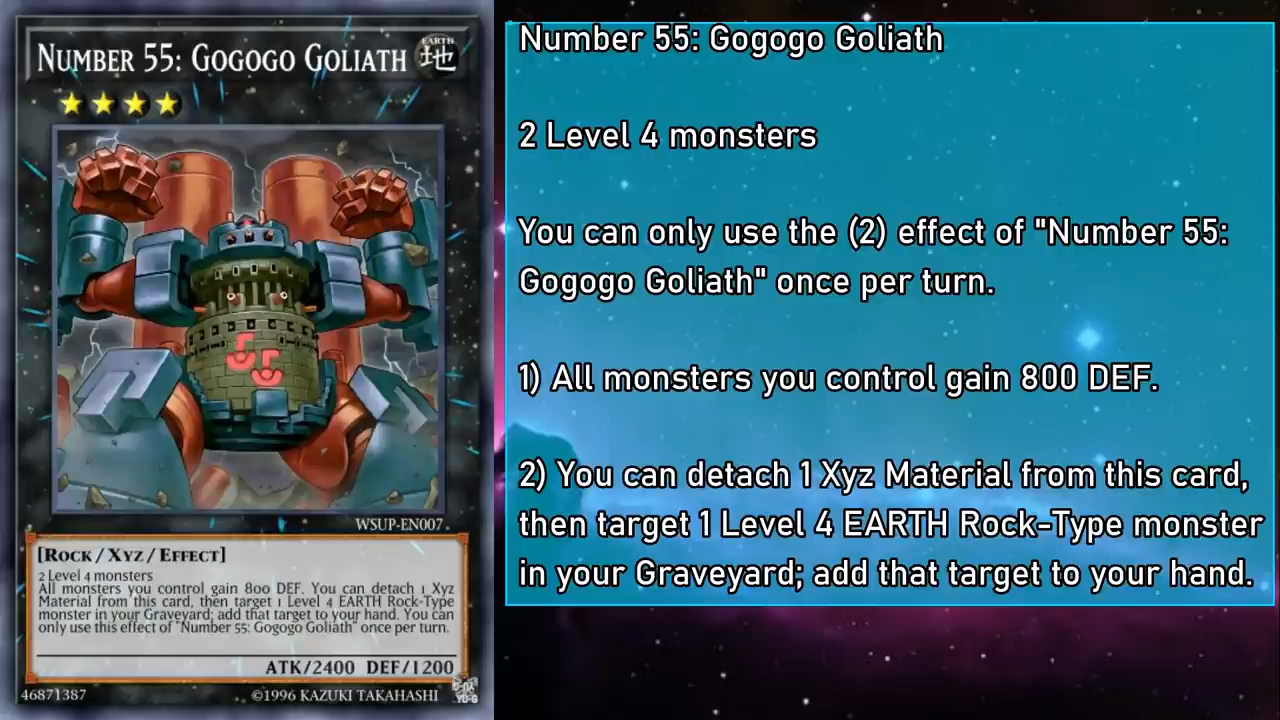 NUMBER 55: GOGOGO GOLIATH
EARTH
地
WSUP-EN007
[ROCK / XYZ / EFFECT]
2 Level 4 monsters
All monsters you control gain 800 DEF. You can detach 1 Xyz
Material from this card, then target 1 Level 4 EARTH Rock-Type
monster in your Graveyard; add that target to your hand. You can
only use this effect of "Number 55: Gogogo Goliath" once per turn.
ATK/2400 DEF/1200
46871387
©1996 KAZUKI TAKAHASHI
Number 55: Gogogo Goliath
2 Level 4 monsters
You can only use the (2) effect of "Number 55:
Gogogo Goliath" once per turn.
1) All monsters you control gain 800 DEF.
2) You can detach 1 Xyz Material from this card,
then target 1 Level 4 EARTH Rock-Type monster
in your Graveyard; add that target to your hand.